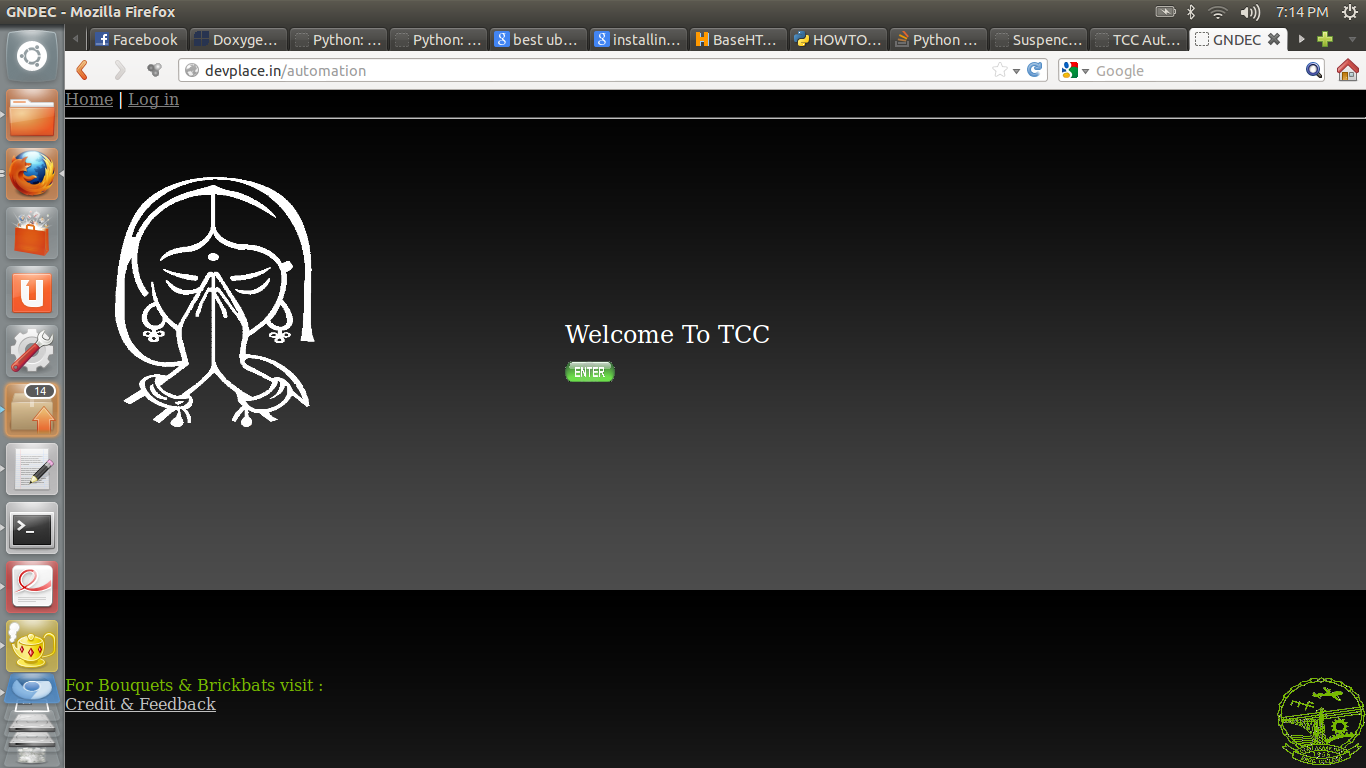 GNDEC - Mozilla Firefox
7:14 PM
Facebook
Doxyge...
Python: ...
Python: ...
best ub...
installin...
BaseHT...
HOWTO...
Python ...
Suspenc...
TCC Aut...
GNDEC
devplace.in/automation
Google
Home | Log in
14
Welcome To TCC
ENTER
For Bouquets & Brickbats visit :
Credit & Feedback